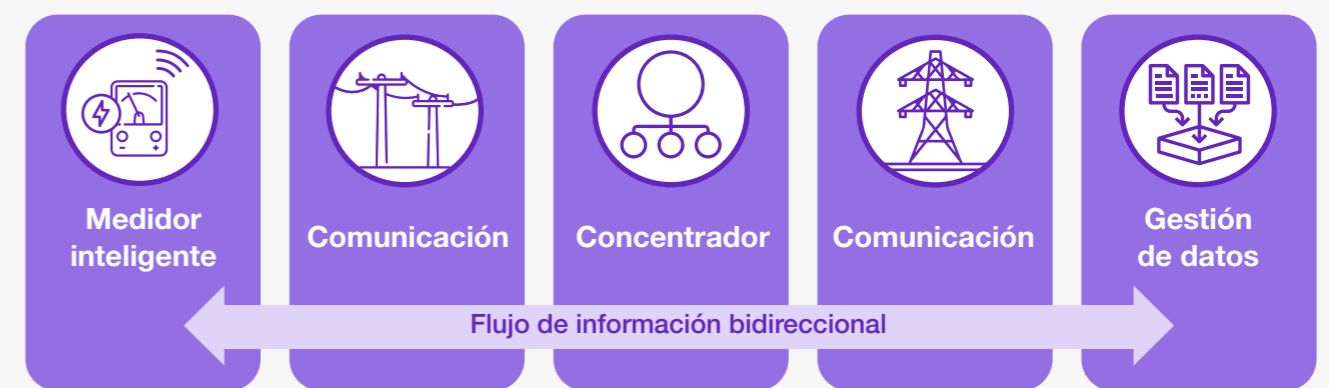 Medidor
inteligente
Comunicación
Concentrador
Comunicación
Gestión
de datos
Flujo de información bidireccional